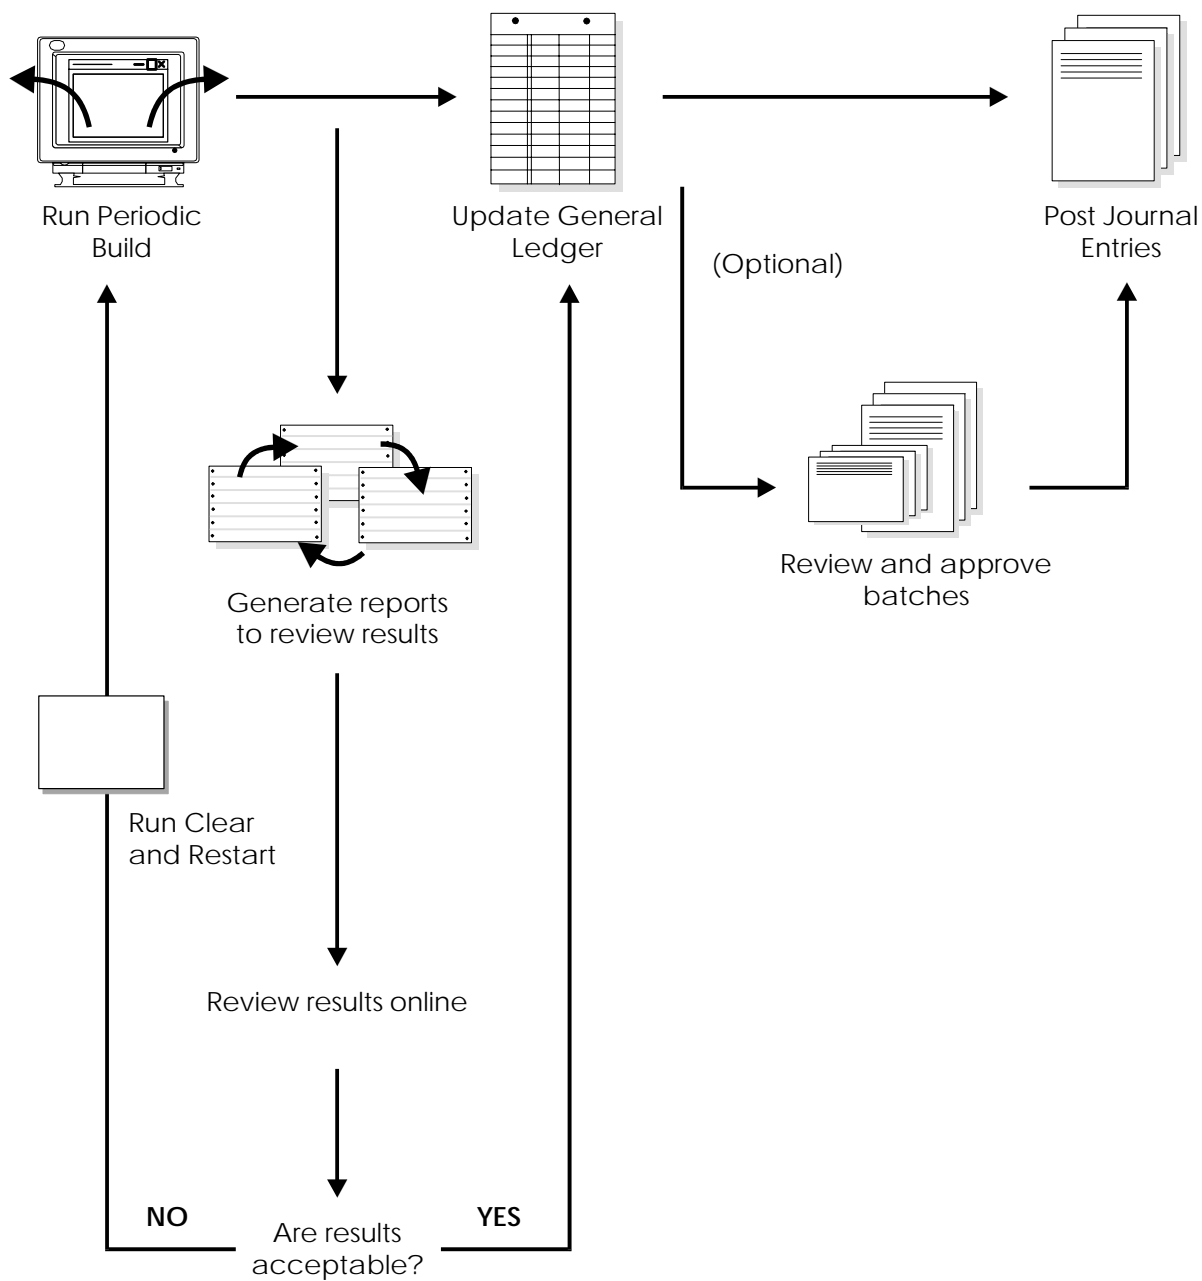 Run Periodic
Build
Update General
Ledger
Post Journal
Entries
(Optional)
Review and approve
batches
Generate reports
to review results
Run Clear
and Restart
Review results online
NO
YES
Are results
acceptable?